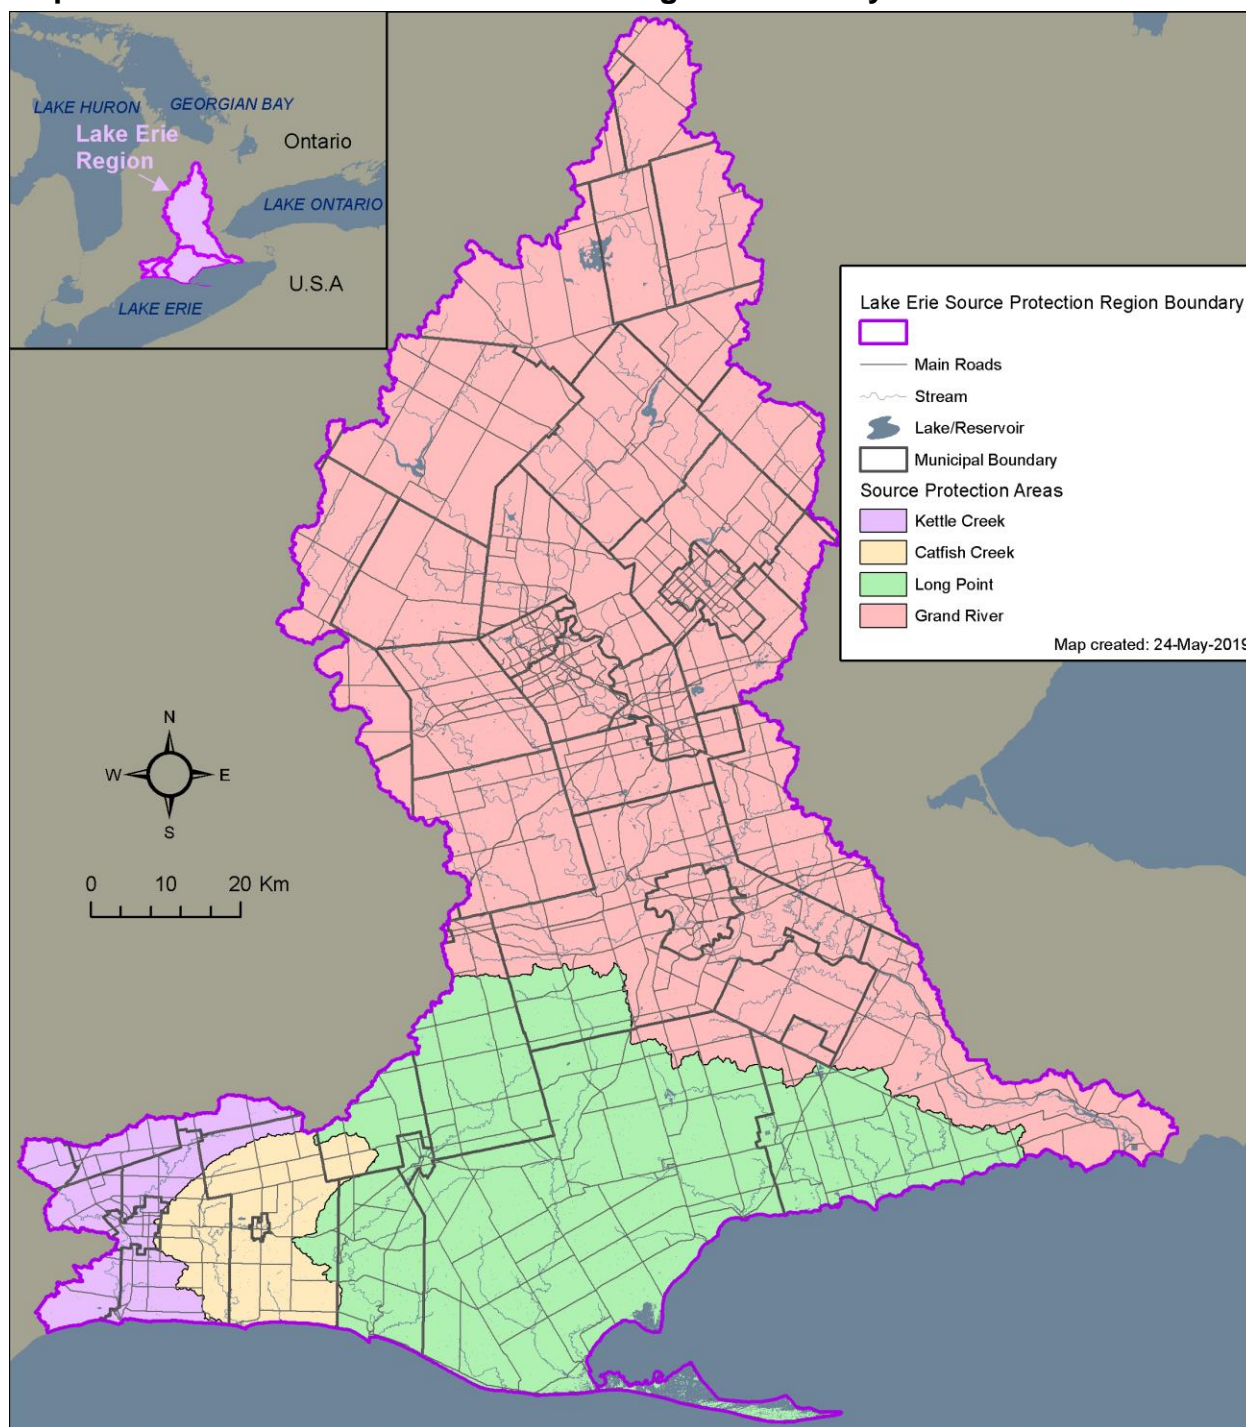 LAKE HURON
GEORGIAN BAY
Lake Erie
Region
Ontario
LAKE ONTARIO
U.S.A
LAKE ERIE
Lake Erie Source Protection Region Boundary
Main Roads
Stream
Lake/Reservoir
Municipal Boundary
Source Protection Areas
Kettle Creek
Catfish Creek
Long Point
Grand River
Map created: 24-May-2019
N
W
E
S
0 10 20 Km